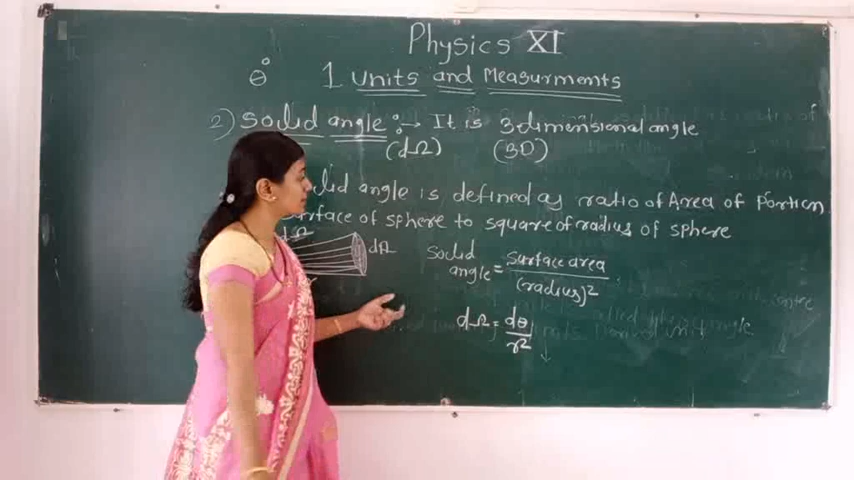 Physics XI
θ°
1 Units and Measurments
2) Solid angle :→ It is 3 dimensional angle
(dΩ) (3D)
Solid angle is defined as ratio of Area of portion
Surface of sphere to square of radius of sphere
dΩ
dA
Solid angle = Surface area / (radius)²
dΩ = dθ / r²